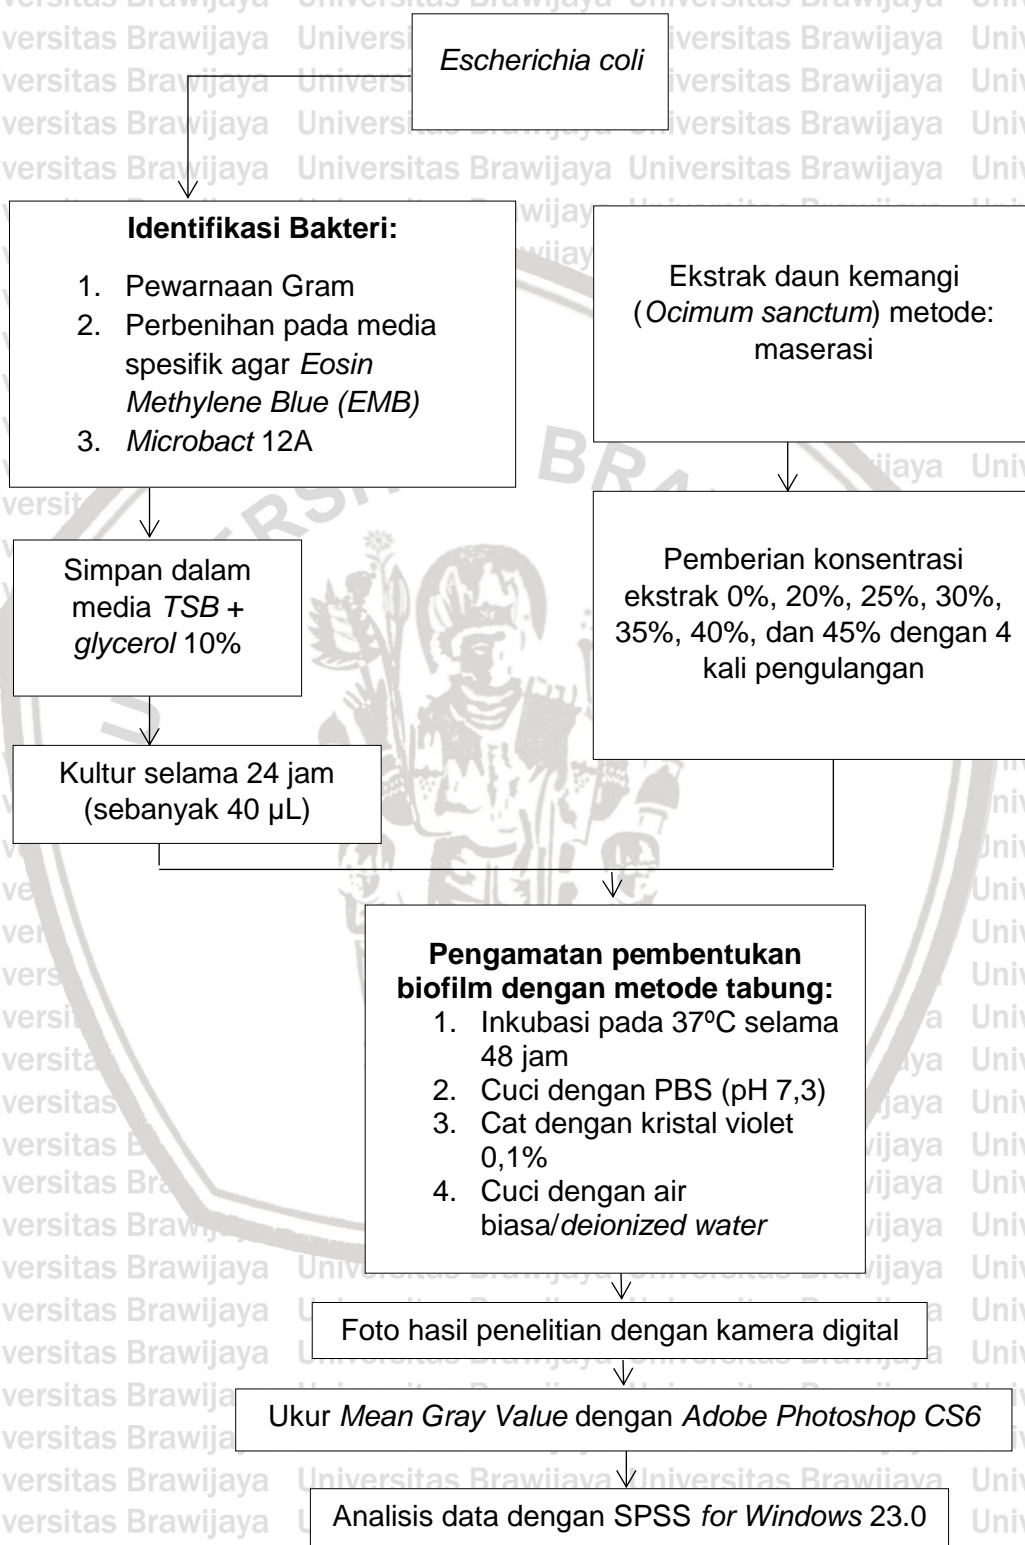 Escherichia coli
Identifikasi Bakteri:
1. Pewarnaan Gram
2. Perbenihan pada media
spesifik agar Eosin
Methylene Blue (EMB)
3. Microbact 12A
Ekstrak daun kemangi
(Ocimum sanctum) metode:
maserasi
Simpan dalam
media TSB +
glycerol 10%
Pemberian konsentrasi
ekstrak 0%, 20%, 25%, 30%,
35%, 40%, dan 45% dengan 4
kali pengulangan
Kultur selama 24 jam
(sebanyak 40 µL)
Pengamatan pembentukan
biofilm dengan metode tabung:
1. Inkubasi pada 37ºC selama
48 jam
2. Cuci dengan PBS (pH 7,3)
3. Cat dengan kristal violet
0,1%
4. Cuci dengan air
biasa/deionized water
Foto hasil penelitian dengan kamera digital
Ukur Mean Gray Value dengan Adobe Photoshop CS6
Analisis data dengan SPSS for Windows 23.0